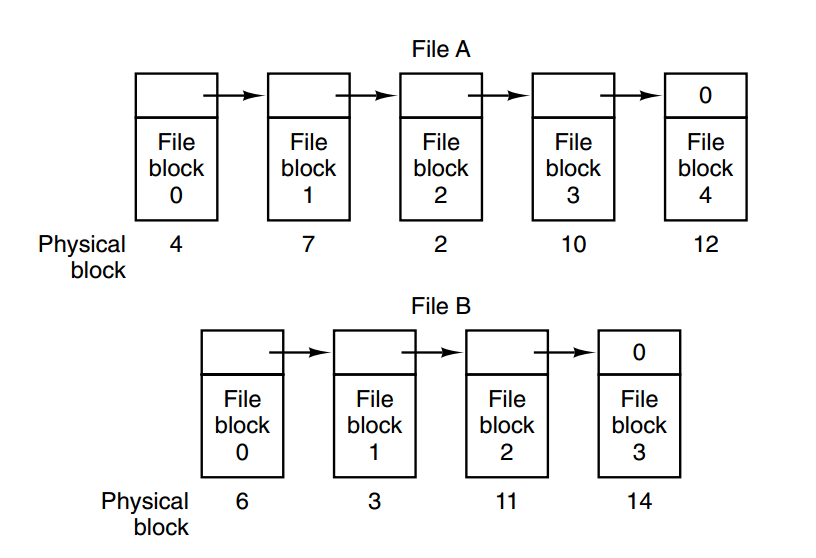 File A
0
File File File File File
block block block block block
0 1 2 3 4
Physical 4 7 2 10 12
block
File B
0
File File File File
block block block block
0 1 2 3
Physical 6 3 11 14
block